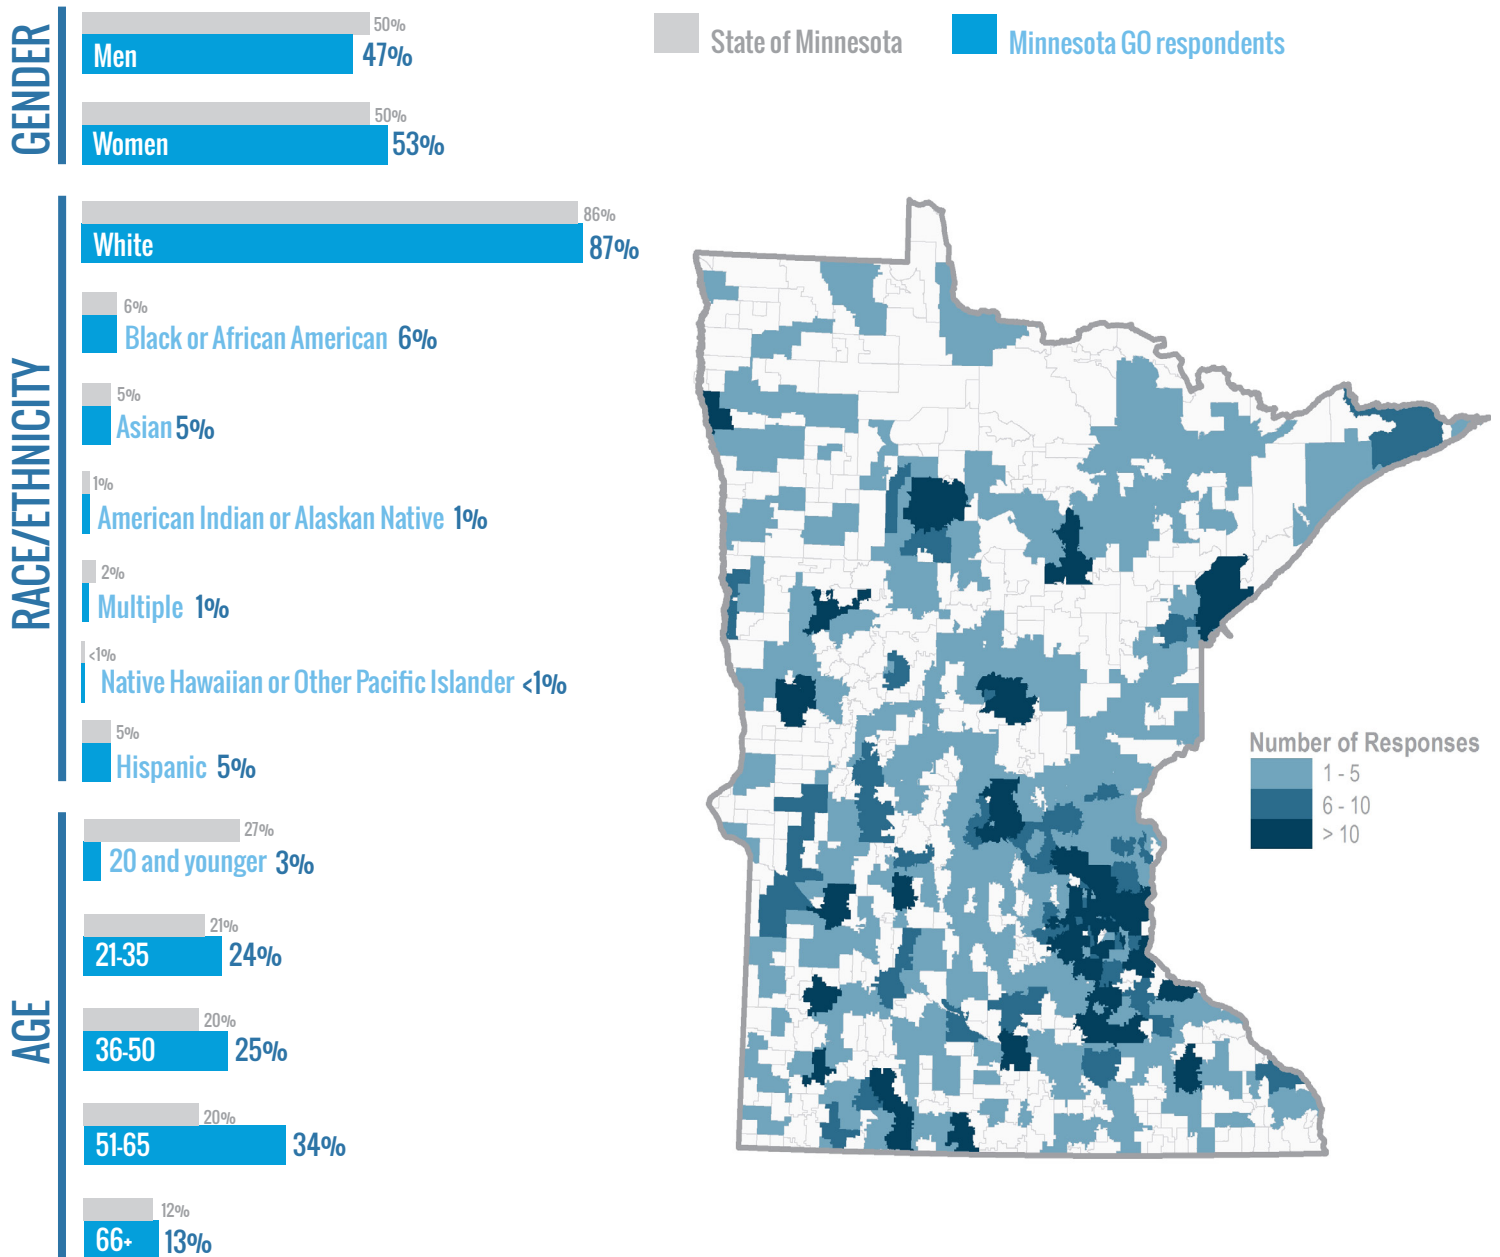 State of Minnesota
Minnesota GO respondents
GENDER
50%
Men 47%
50%
Women 53%
RACE/ETHNICITY
86%
White 87%
6%
Black or African American 6%
5%
Asian 5%
1%
American Indian or Alaskan Native 1%
2%
Multiple 1%
<1%
Native Hawaiian or Other Pacific Islander <1%
5%
Hispanic 5%
AGE
27%
20 and younger 3%
21%
21-35 24%
20%
36-50 25%
20%
51-65 34%
12%
66+ 13%
Number of Responses
1 - 5
6 - 10
> 10